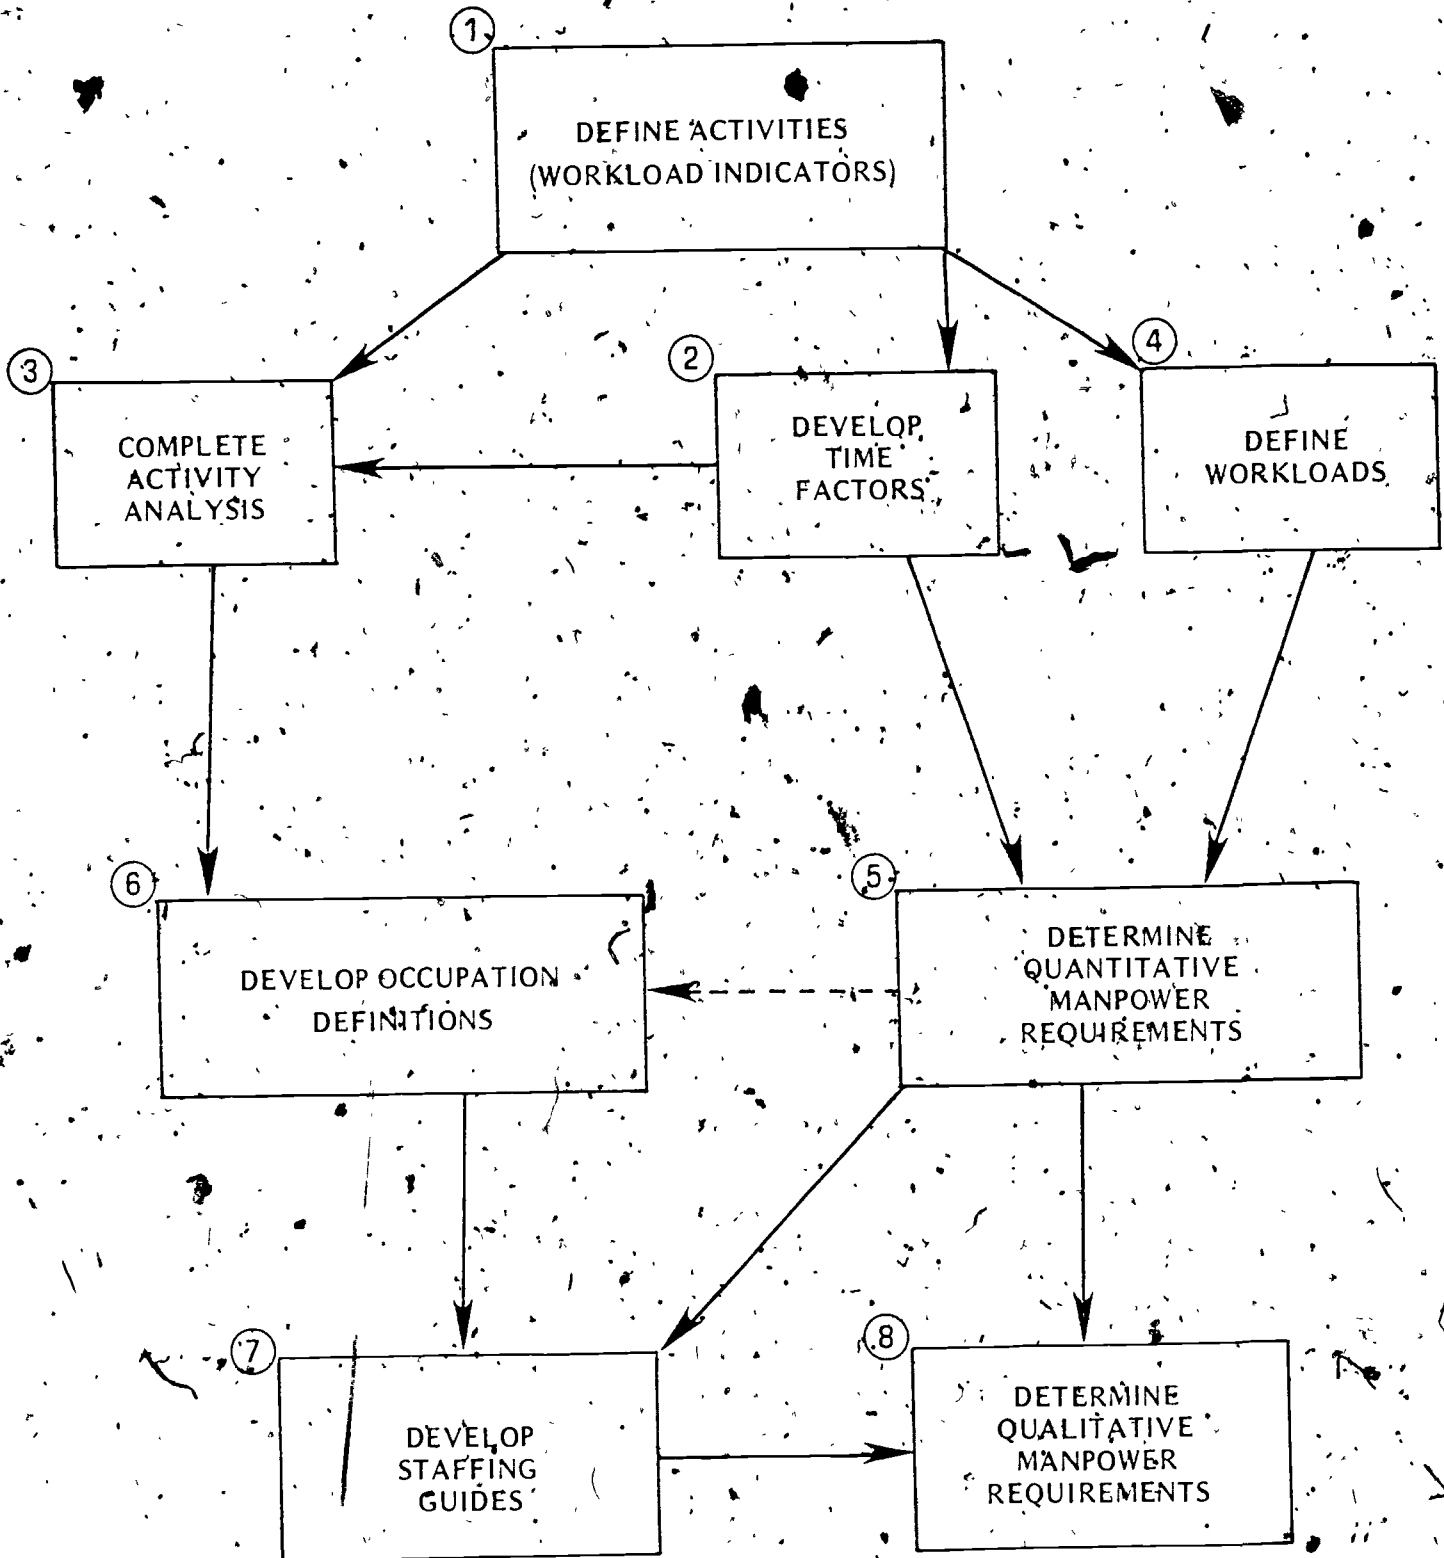 1
DEFINE ACTIVITIES
(WORKLOAD INDICATORS)
3
COMPLETE
ACTIVITY
ANALYSIS
2
DEVELOP
TIME
FACTORS
4
DEFINE
WORKLOADS
6
DEVELOP OCCUPATION
DEFINITIONS
5
DETERMINE
QUANTITATIVE
MANPOWER
REQUIREMENTS
7
DEVELOP
STAFFING
GUIDES
8
DETERMINE
QUALITATIVE
MANPOWER
REQUIREMENTS